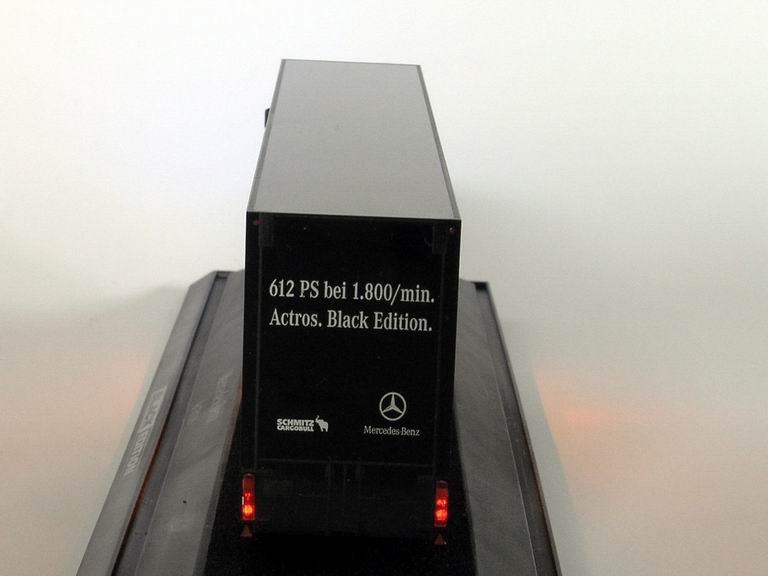 612 PS bei 1.800/min.
Actros. Black Edition.
SCHMITZ
CARGOBULL
Mercedes-Benz